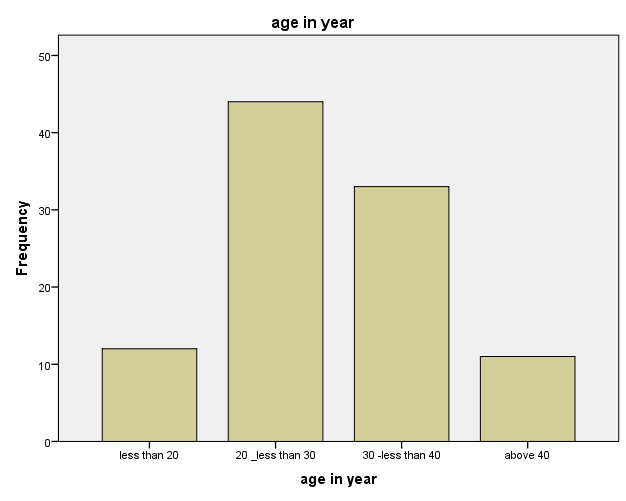 age in year
50
40
30
20
10
0
Frequency
less than 20
20 _less than 30
30 -less than 40
above 40
age in year